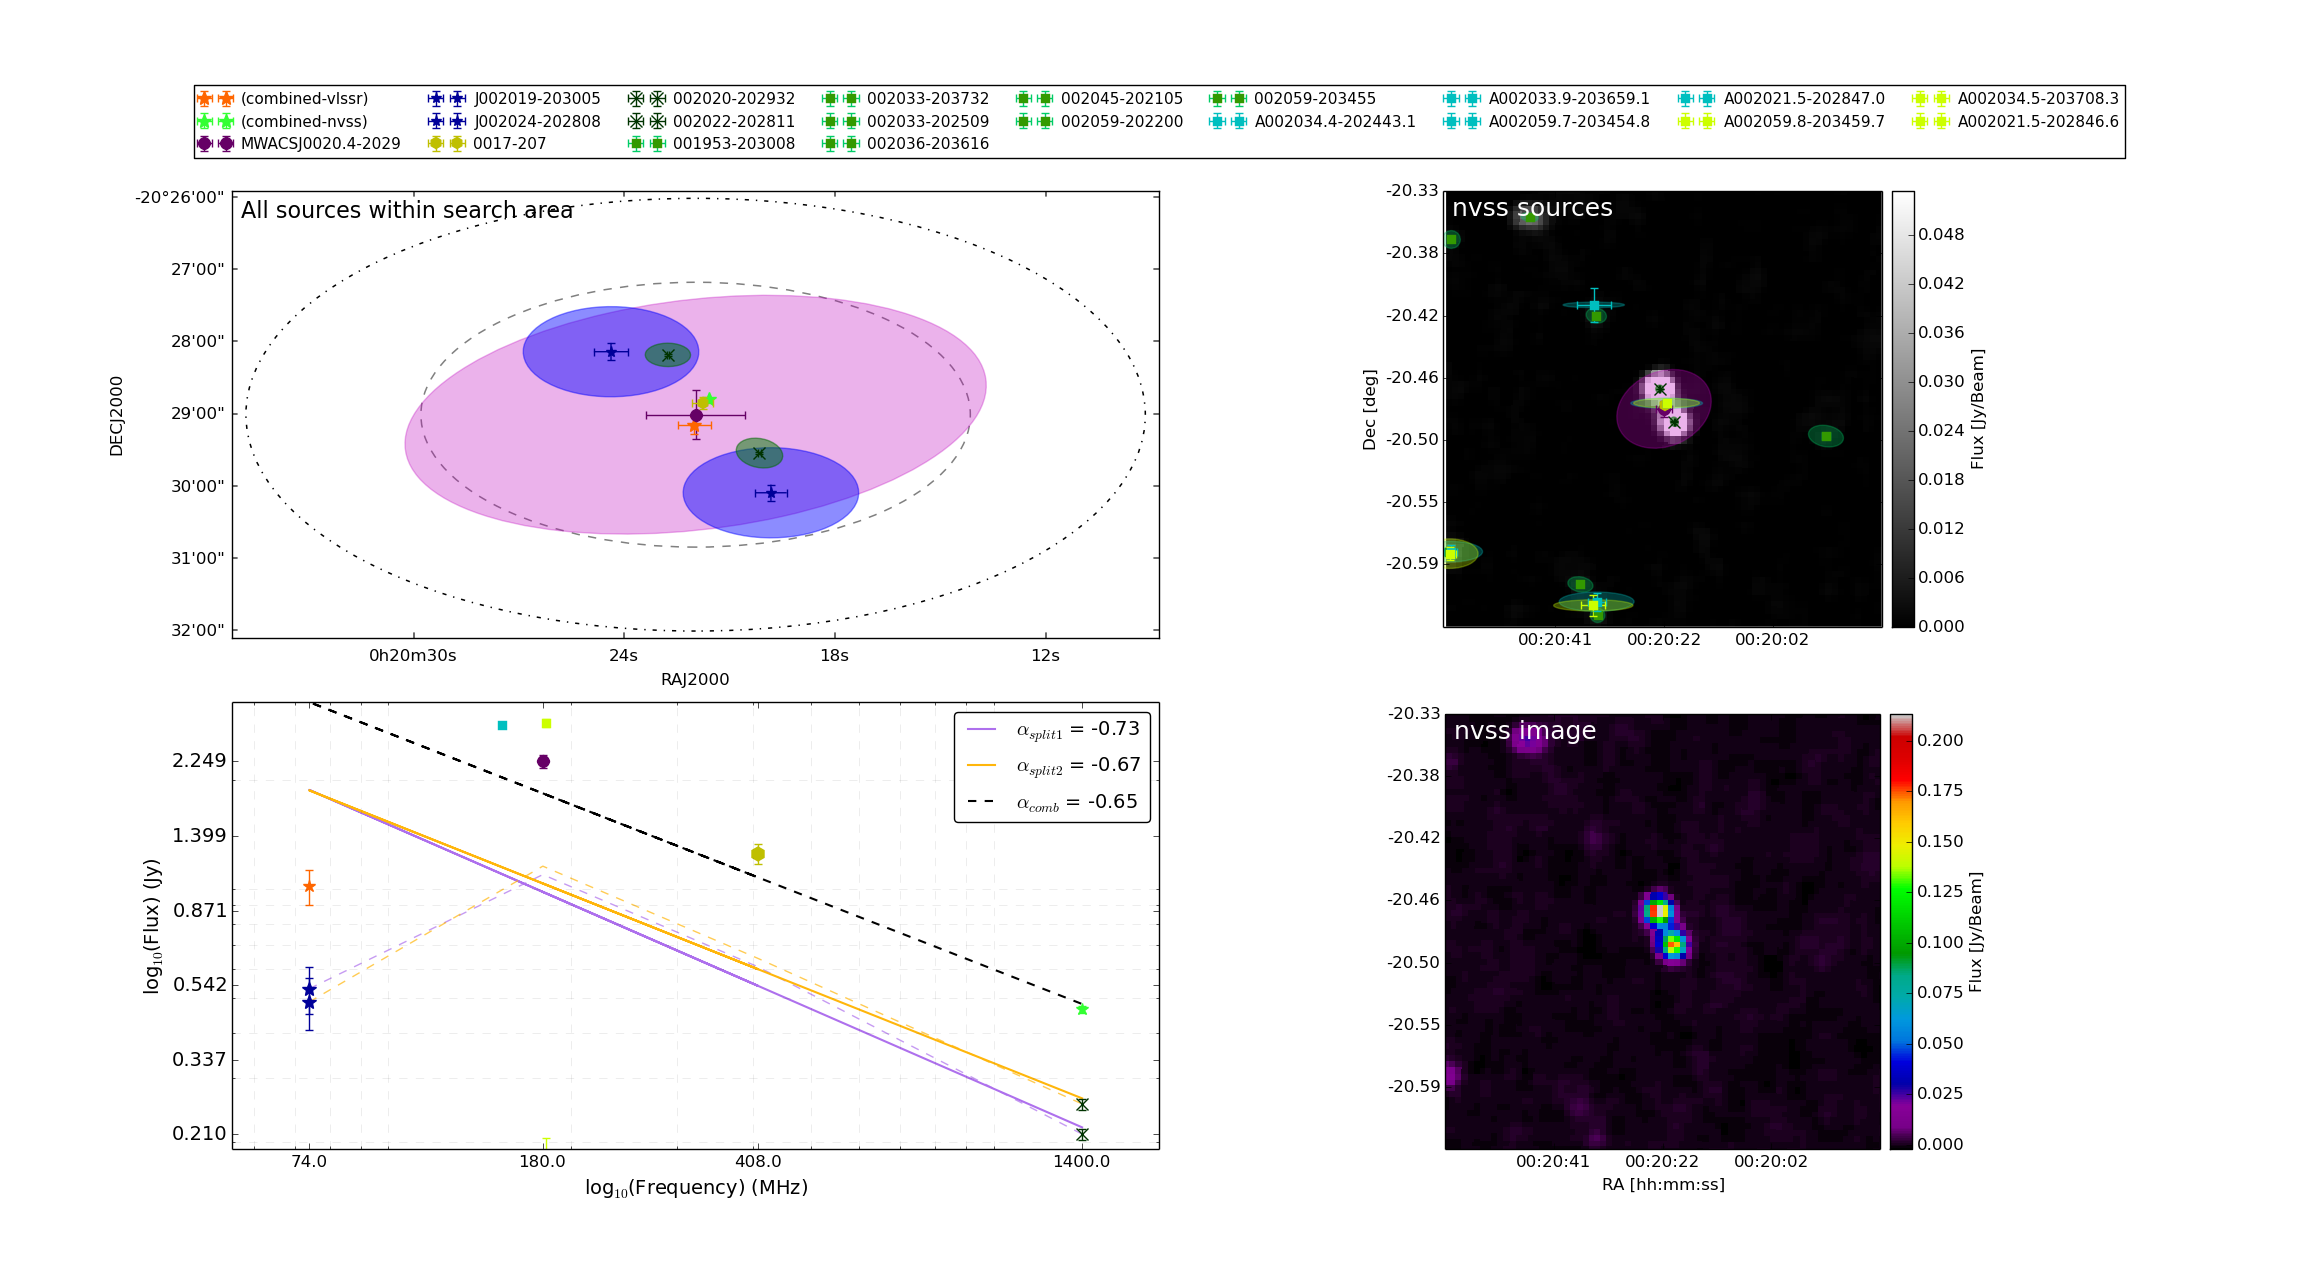 (combined-vlssr) J002019-203005 002020-202932 002033-203732 002045-202105 002059-203455 A002033.9-203659.1 A002021.5-202847.0 A002034.5-203708.3
(combined-nvss) J002024-202808 002022-202811 002033-202509 002059-202200 A002034.4-202443.1 A002059.7-203454.8 A002059.8-203459.7 A002021.5-202846.6
MWACSJ0020.4-2029 0017-207 001953-203008 002036-203616
All sources within search area
-20°26'00"
27'00"
28'00"
29'00"
30'00"
31'00"
32'00"
DECJ2000
0h20m30s 24s 18s 12s
RAJ2000
nvss sources
-20.33
-20.38
-20.42
-20.46
-20.50
-20.55
-20.59
Dec [deg]
00:20:41 00:20:22 00:20:02
0.048
0.042
0.036
0.030
0.024
0.018
0.012
0.006
0.000
Flux [Jy/Beam]
α_split1 = -0.73
α_split2 = -0.67
α_comb = -0.65
2.249
1.399
0.871
0.542
0.337
0.210
log₁₀(Flux) (Jy)
74.0 180.0 408.0 1400.0
log₁₀(Frequency) (MHz)
nvss image
-20.33
-20.38
-20.42
-20.46
-20.50
-20.55
-20.59
00:20:41 00:20:22 00:20:02
RA [hh:mm:ss]
0.200
0.175
0.150
0.125
0.100
0.075
0.050
0.025
0.000
Flux [Jy/Beam]